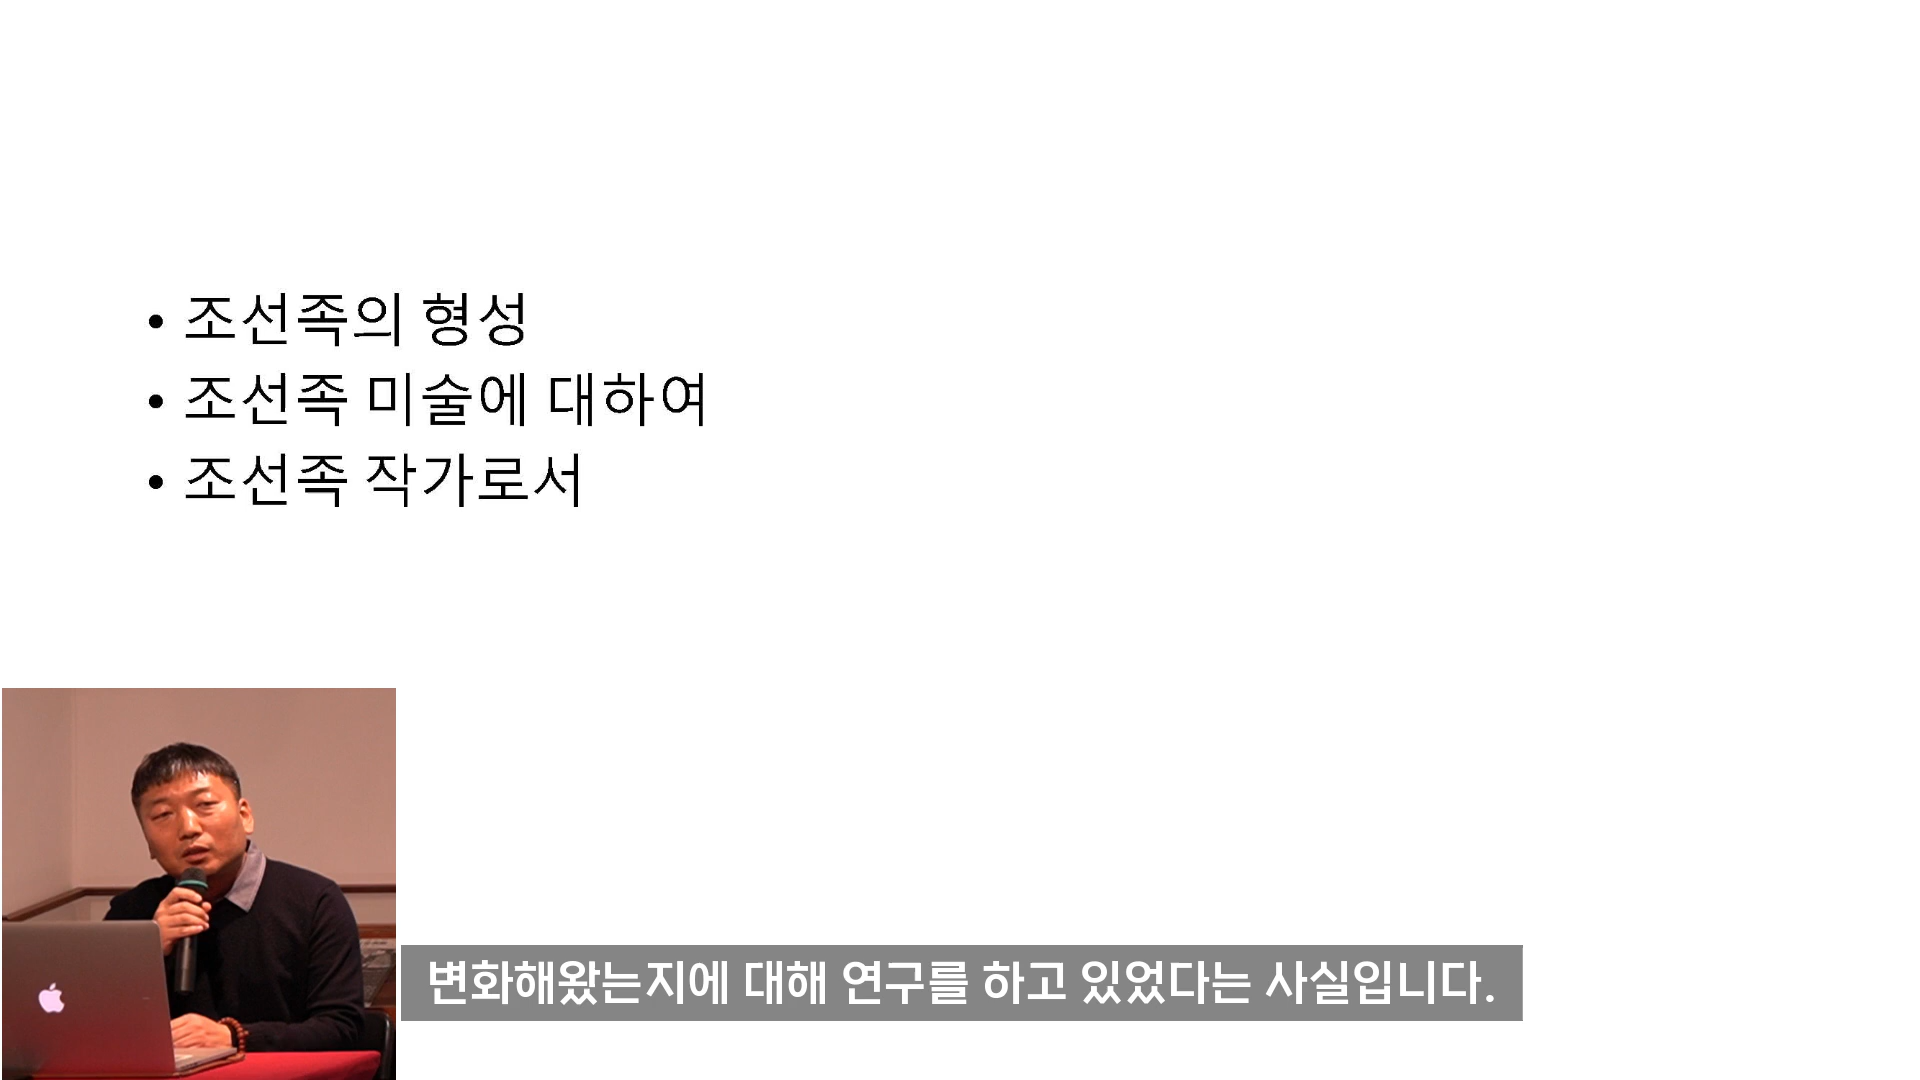 • 조선족의 형성
• 조선족 미술에 대하여
• 조선족 작가로서
변화해왔는지에 대해 연구를 하고 있었다는 사실입니다.